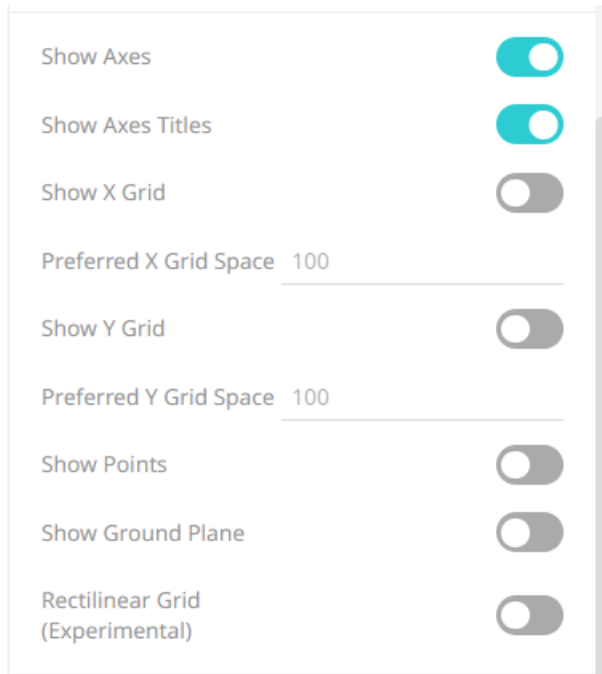 Show Axes
Show Axes Titles
Show X Grid
Preferred X Grid Space 100
Show Y Grid
Preferred Y Grid Space 100
Show Points
Show Ground Plane
Rectilinear Grid
(Experimental)